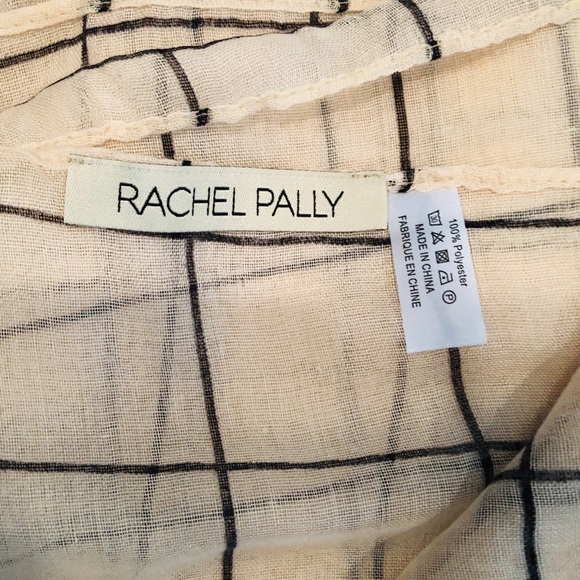 RACHEL PALLY
100% Polyester
MADE IN CHINA
FABRIQUE EN CHINE